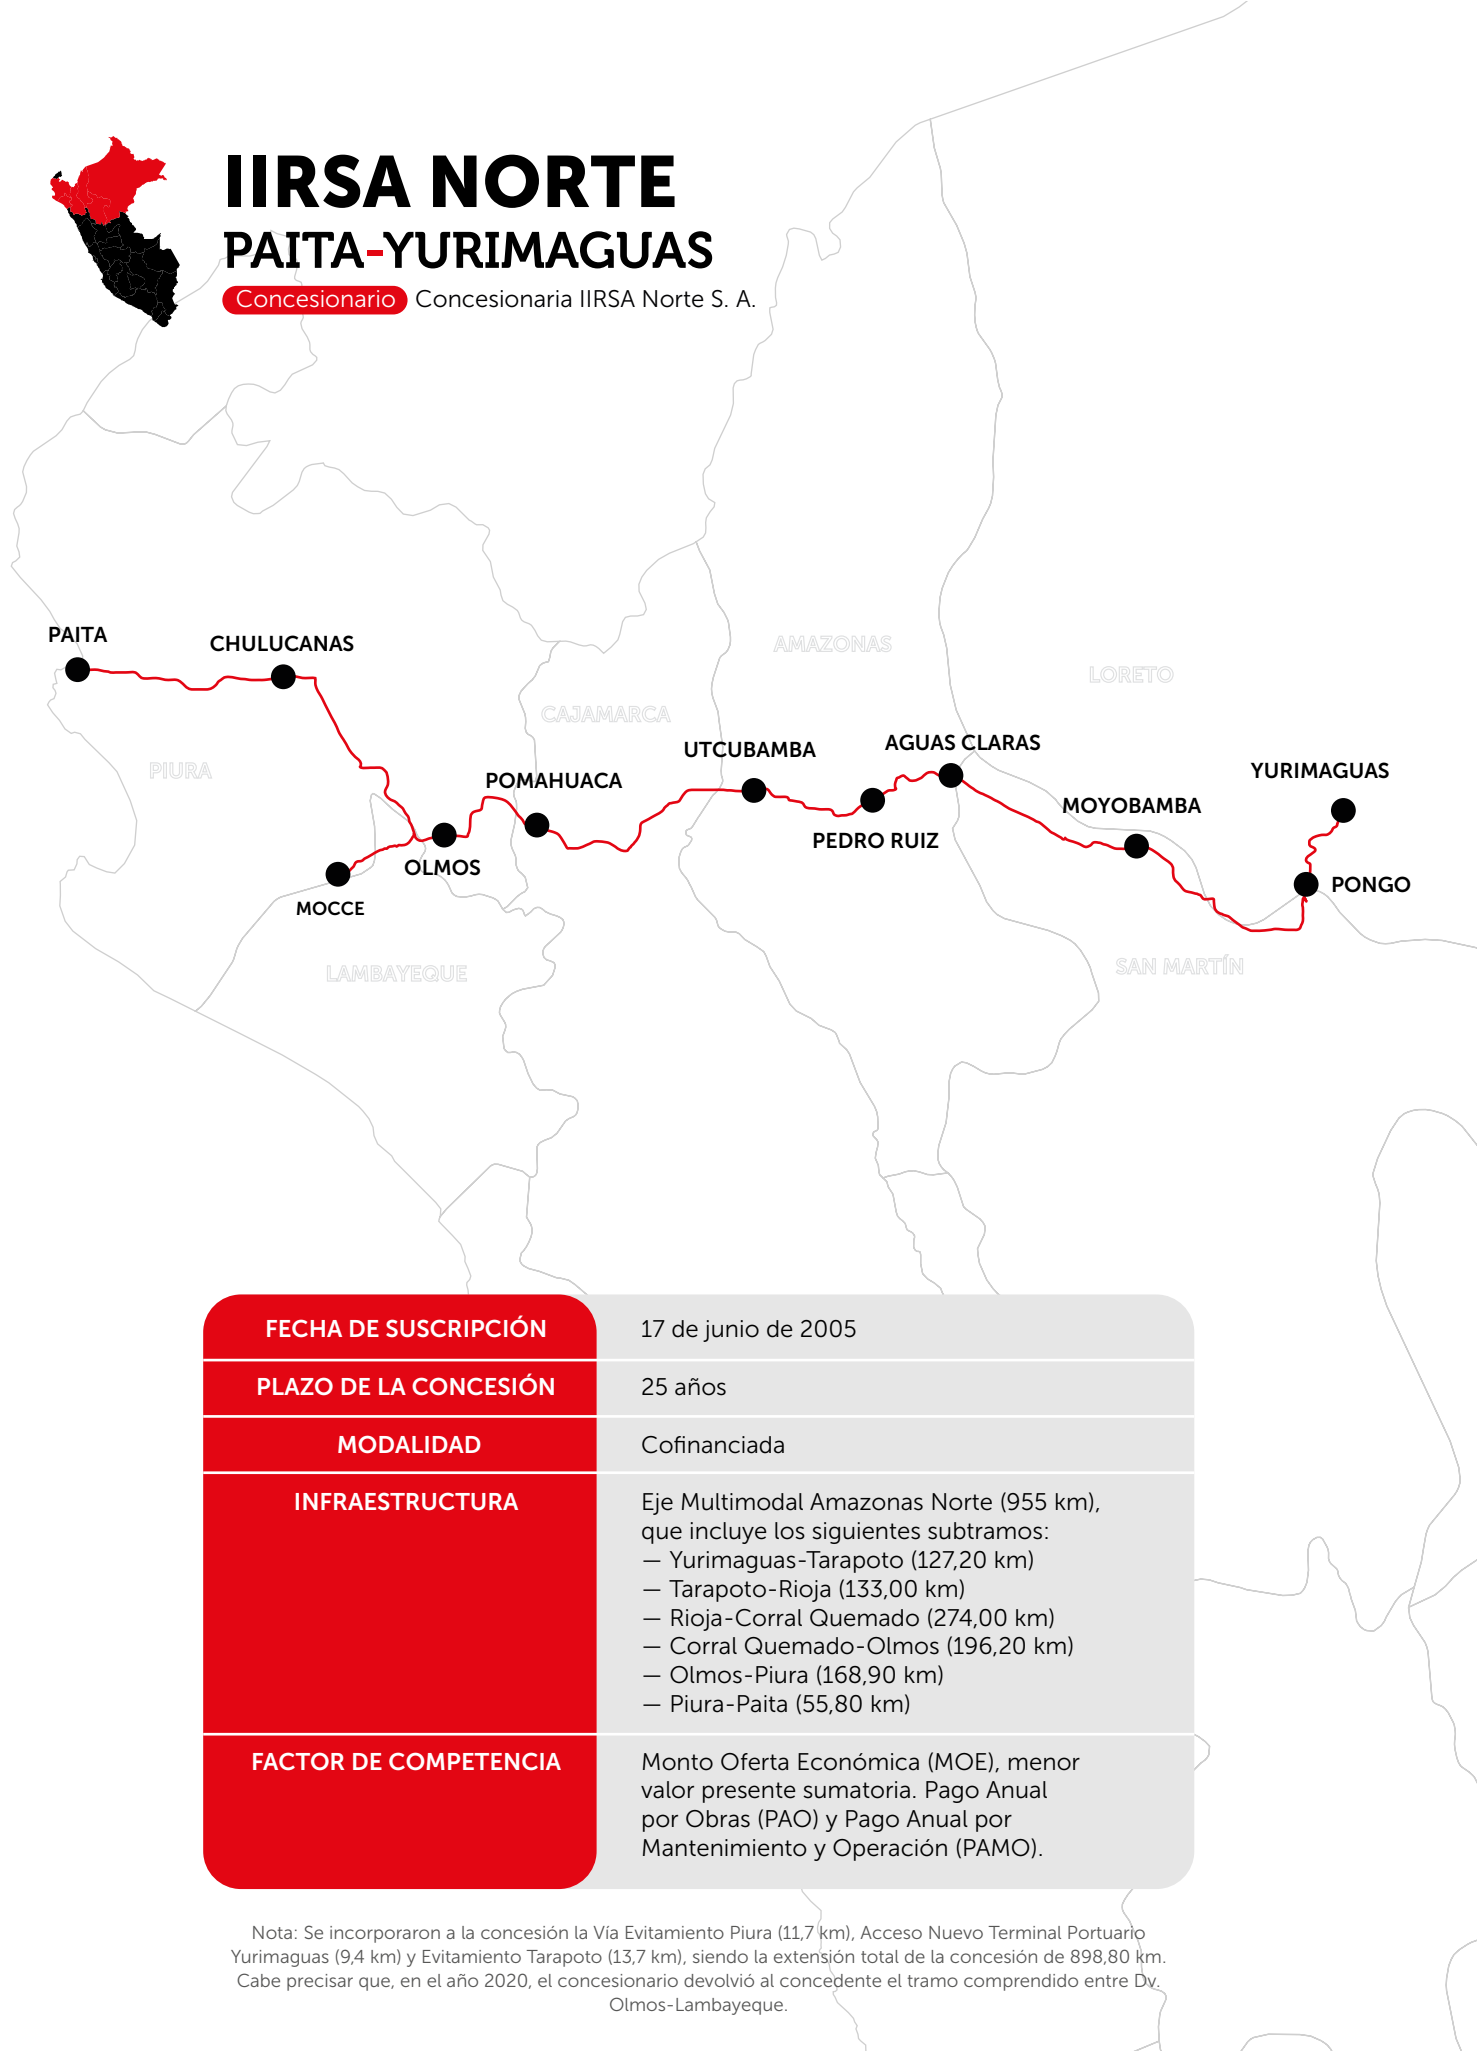 IIRSA NORTE
PAITA-YURIMAGUAS
Concesionario Concesionaria IIRSA Norte S. A.
PAITA
CHULUCANAS
AMAZONAS
LORETO
CAJAMARCA
UTCUBAMBA
AGUAS CLARAS
PIURA
POMAHUACA
YURIMAGUAS
MOYOBAMBA
PEDRO RUIZ
OLMOS
PONGO
MOCCE
LAMBAYEQUE
SAN MARTÍN
FECHA DE SUSCRIPCIÓN
17 de junio de 2005
PLAZO DE LA CONCESIÓN
25 años
MODALIDAD
Cofinanciada
INFRAESTRUCTURA
Eje Multimodal Amazonas Norte (955 km),
que incluye los siguientes subtramos:
— Yurimaguas-Tarapoto (127,20 km)
— Tarapoto-Rioja (133,00 km)
— Rioja-Corral Quemado (274,00 km)
— Corral Quemado-Olmos (196,20 km)
— Olmos-Piura (168,90 km)
— Piura-Paita (55,80 km)
FACTOR DE COMPETENCIA
Monto Oferta Económica (MOE), menor
valor presente sumatoria. Pago Anual
por Obras (PAO) y Pago Anual por
Mantenimiento y Operación (PAMO).
Nota: Se incorporaron a la concesión la Vía Evitamiento Piura (11,7 km), Acceso Nuevo Terminal Portuario
Yurimaguas (9,4 km) y Evitamiento Tarapoto (13,7 km), siendo la extensión total de la concesión de 898,80 km.
Cabe precisar que, en el año 2020, el concesionario devolvió al concedente el tramo comprendido entre Dv.
Olmos-Lambayeque.